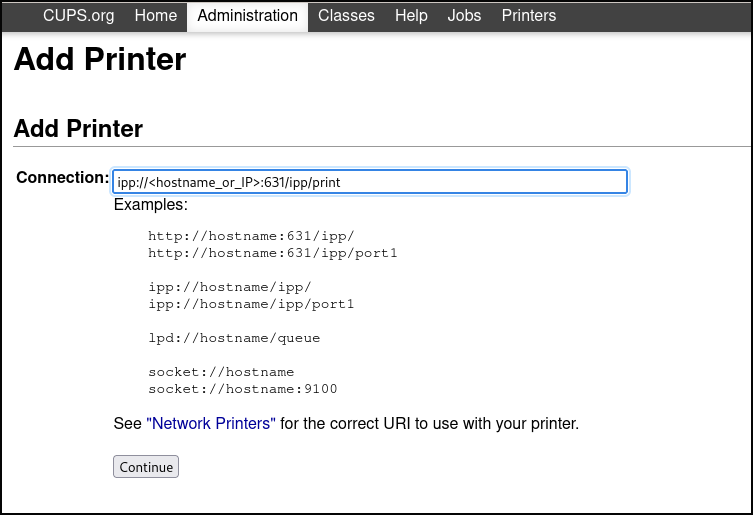 CUPS.org Home Administration Classes Help Jobs Printers
Add Printer
Add Printer
Connection: ipp://<hostname_or_IP>:631/ipp/print
Examples:
http://hostname:631/ipp/
http://hostname:631/ipp/port1
ipp://hostname/ipp/
ipp://hostname/ipp/port1
lpd://hostname/queue
socket://hostname
socket://hostname:9100
See "Network Printers" for the correct URI to use with your printer.
Continue